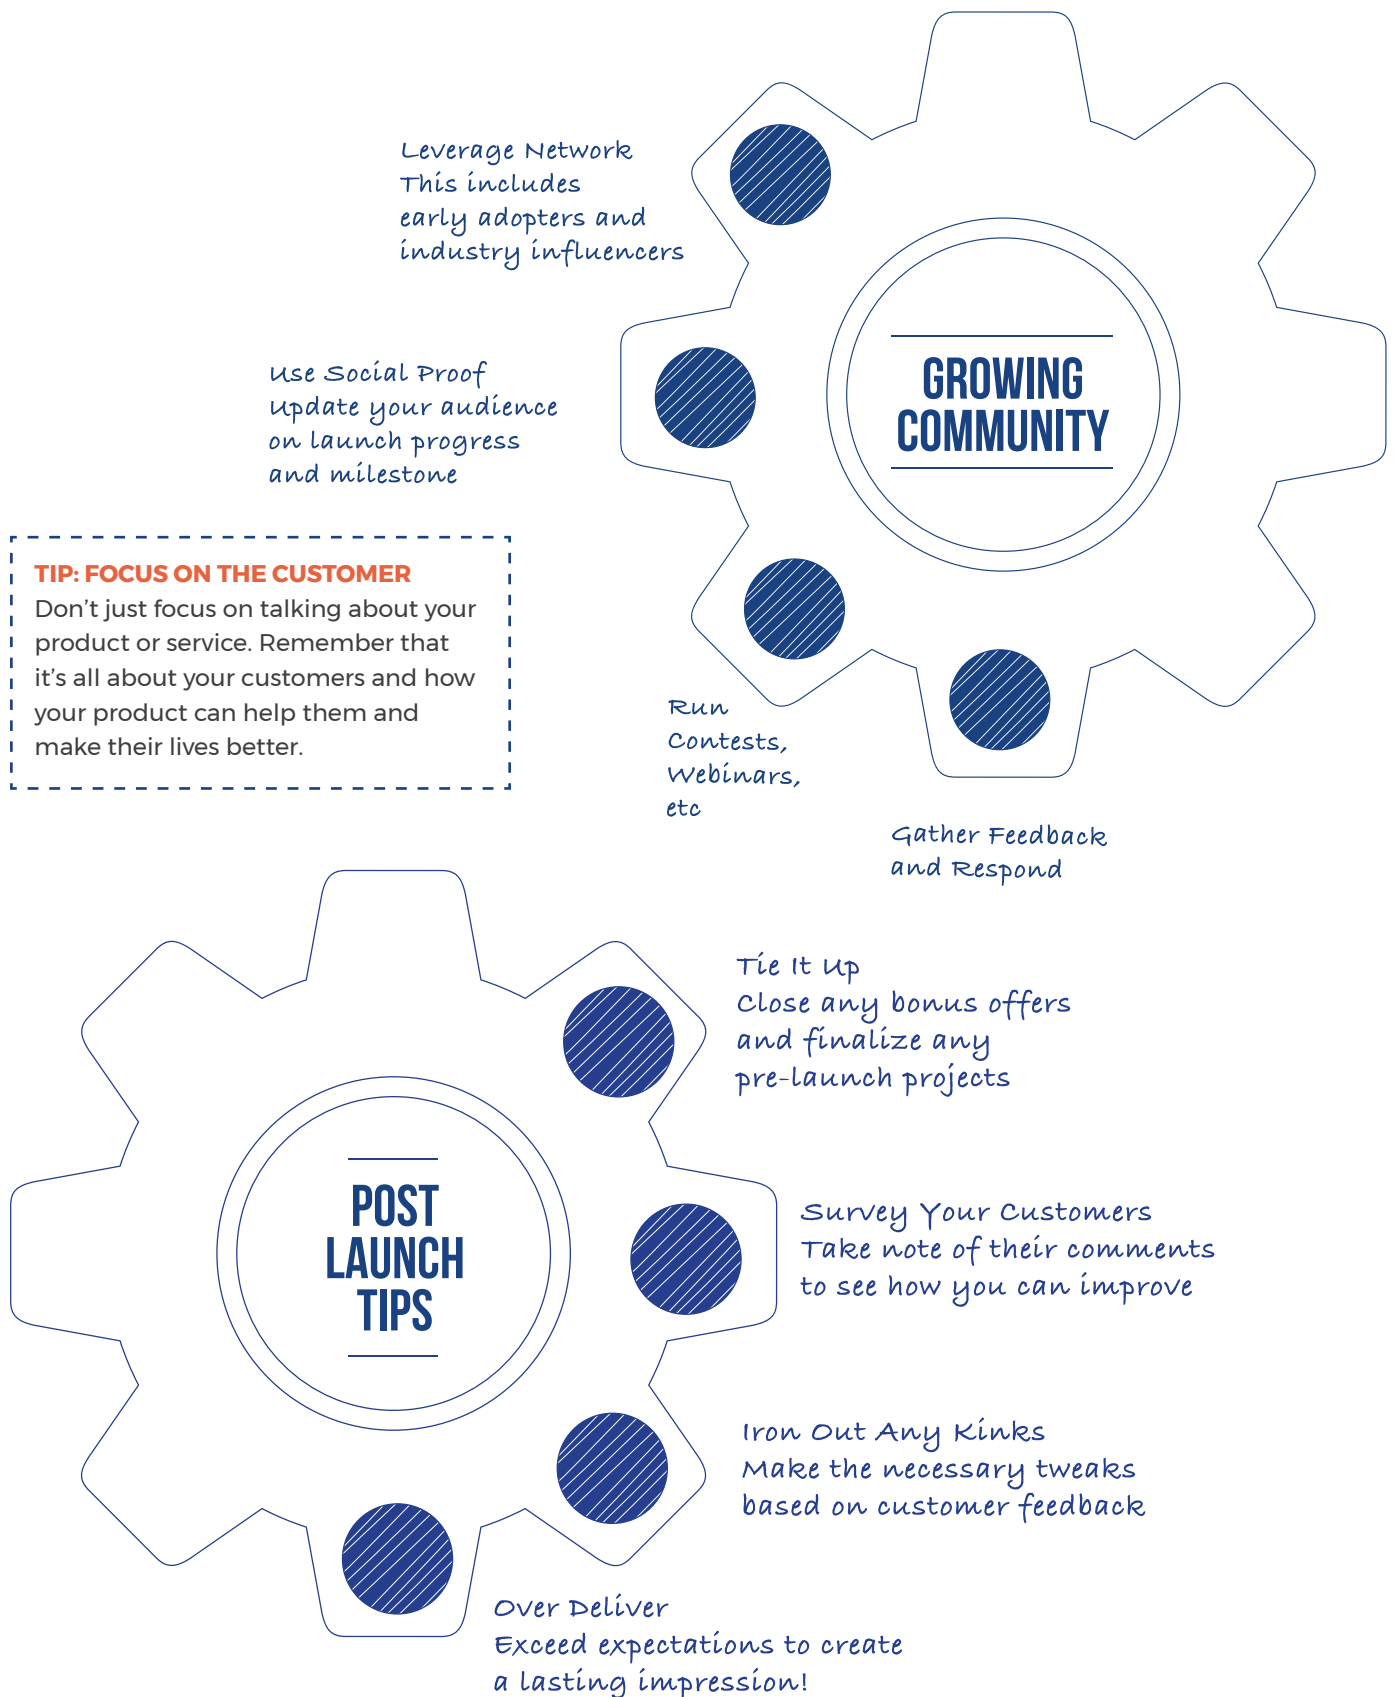 Leverage Network
This includes
early adopters and
industry influencers
GROWING
COMMUNITY
Use Social Proof
Update your audience
on launch progress
and milestone
TIP: FOCUS ON THE CUSTOMER
Don’t just focus on talking about your
product or service. Remember that
it’s all about your customers and how
your product can help them and
make their lives better.
Run
Contests,
Webinars,
etc
Gather Feedback
and Respond
POST
LAUNCH
TIPS
Tie It Up
Close any bonus offers
and finalize any
pre-launch projects
Survey Your Customers
Take note of their comments
to see how you can improve
Iron Out Any Kinks
Make the necessary tweaks
based on customer feedback
Over Deliver
Exceed expectations to create
a lasting impression!